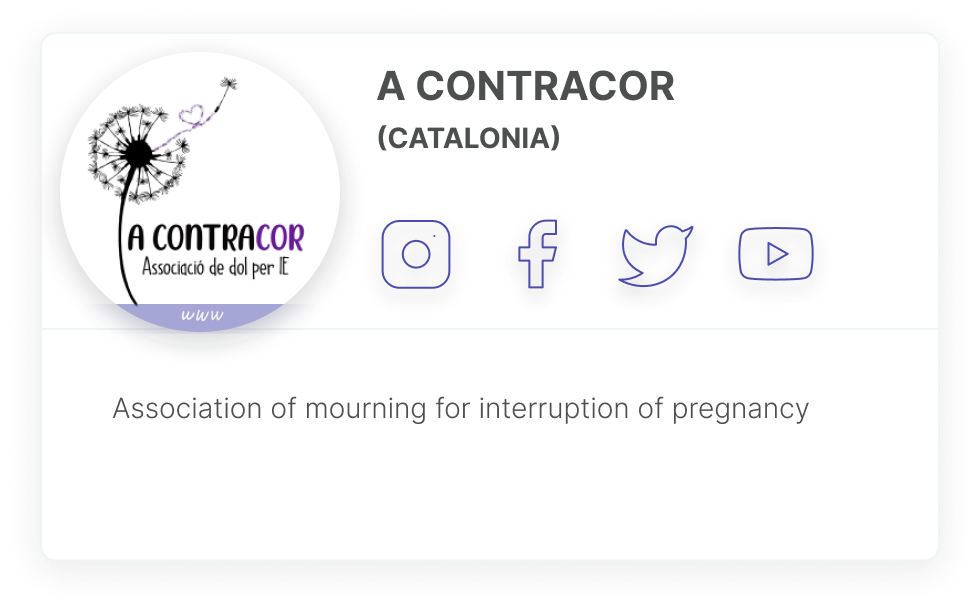 A CONTRACOR
Associació de dol per IE
www
A CONTRACOR
(CATALONIA)
Association of mourning for interruption of pregnancy